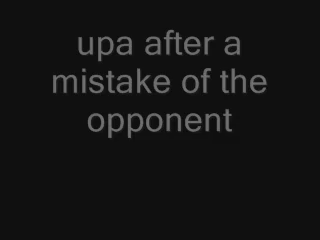 upa after a
mistake of the
opponent